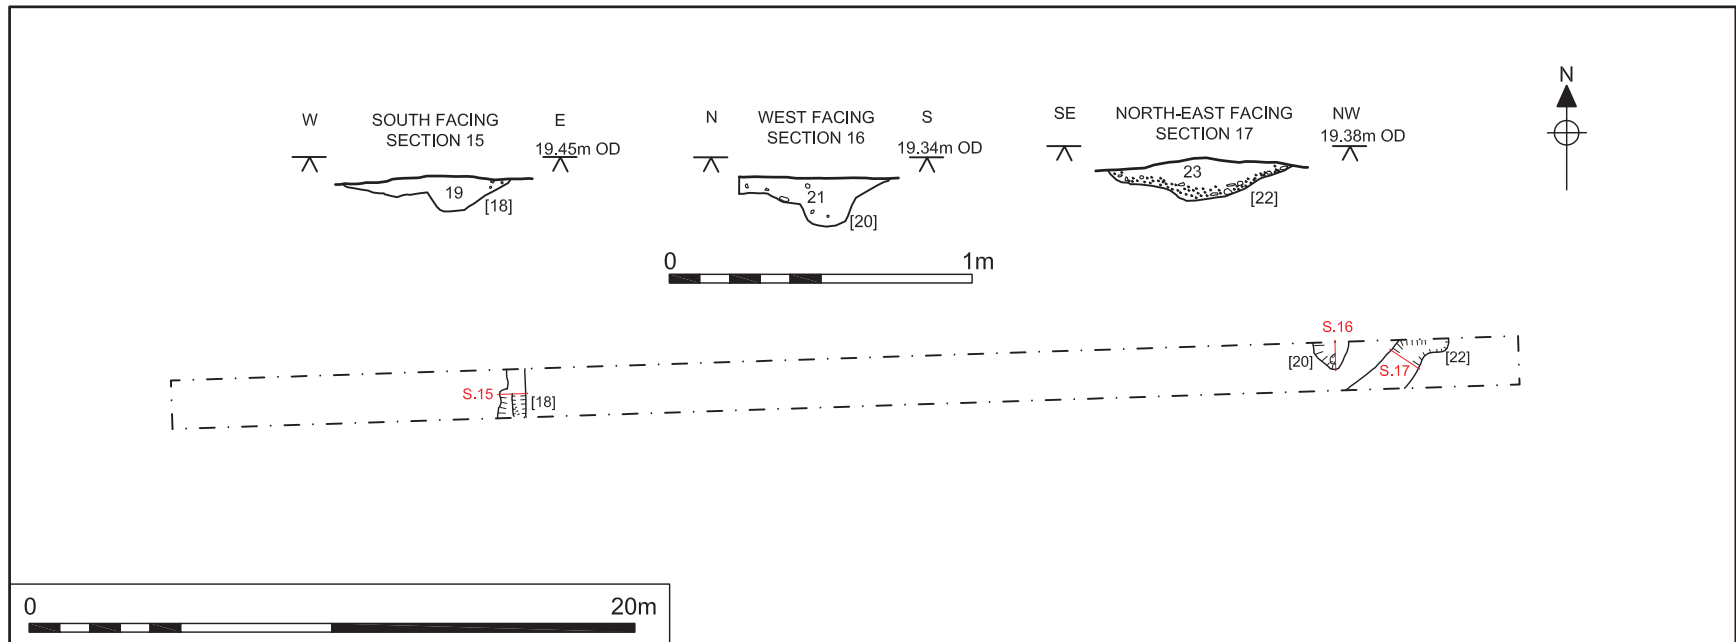 N
W
SOUTH FACING
SECTION 15
E
19.45m OD
19
[18]
N
WEST FACING
SECTION 16
S
19.34m OD
21
[20]
SE
NORTH-EAST FACING
SECTION 17
NW
19.38m OD
23
[22]
0
1m
S.15
[18]
S.16
[20]
S.17
[22]
0
20m